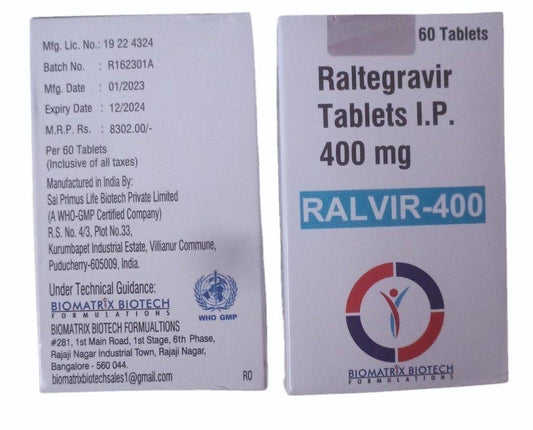 Mfg. Lic. No.: 19 22 4324
Batch No. : R162301A
Mfg. Date : 01/2023
Expiry Date : 12/2024
M.R.P. Rs. : 8302.00/-
Per 60 Tablets
(Inclusive of all taxes)
Manufactured in India By:
Sai Primus Life Biotech Private Limited
(A WHO-GMP Certified Company)
R.S. No. 4/3, Plot No.33,
Kurumbapet Industrial Estate, Villianur Commune,
Puducherry-605009, India.
Under Technical Guidance:
BIOMATRIX BIOTECH
FORMULATIONS
WHO GMP
BIOMATRIX BIOTECH FORMUALTIONS
#281, 1st Main Road, 1st Stage, 6th Phase,
Rajaji Nagar Industrial Town, Rajaji Nagar,
Bangalore - 560 044.
biomatrixbiotechsales1@gmail.com
R0
60 Tablets
Raltegravir
Tablets I.P.
400 mg
RALVIR-400
BIOMATRIX BIOTECH
FORMULATIONS